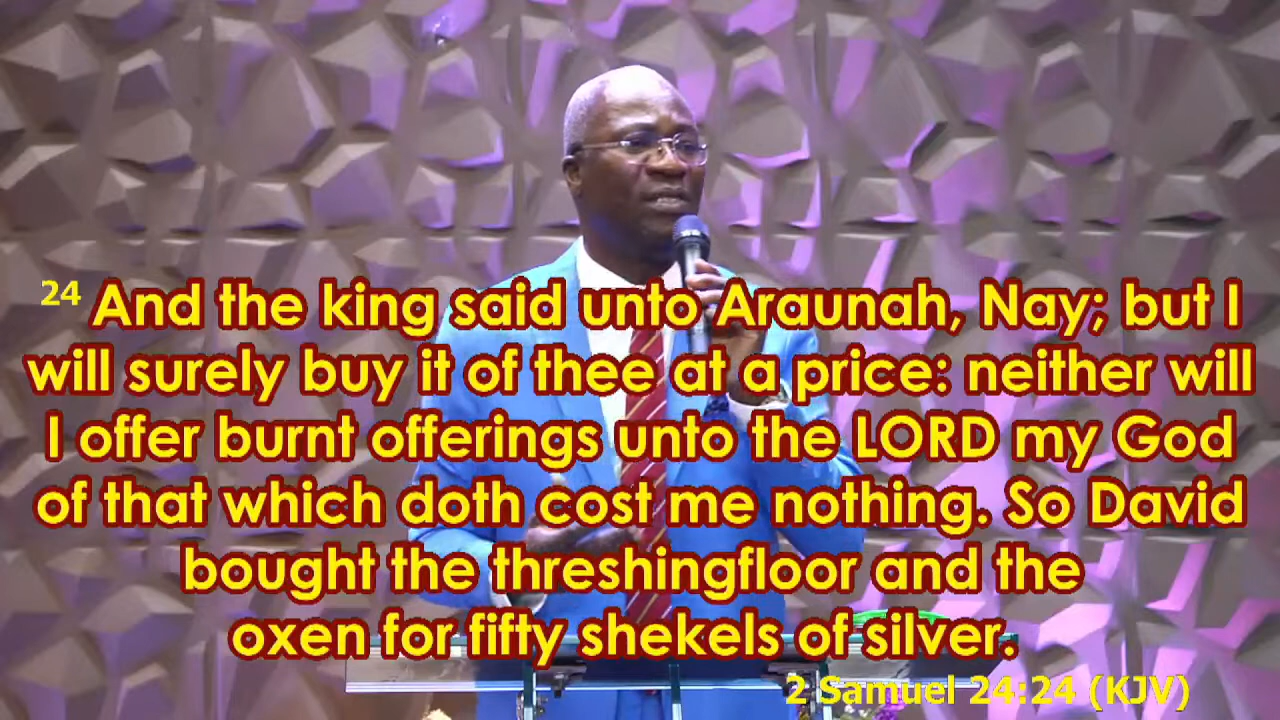 24 And the king said unto Araunah, Nay; but I
will surely buy it of thee at a price: neither will
I offer burnt offerings unto the LORD my God
of that which doth cost me nothing. So David
bought the threshingfloor and the
oxen for fifty shekels of silver.
2 Samuel 24:24 (KJV)